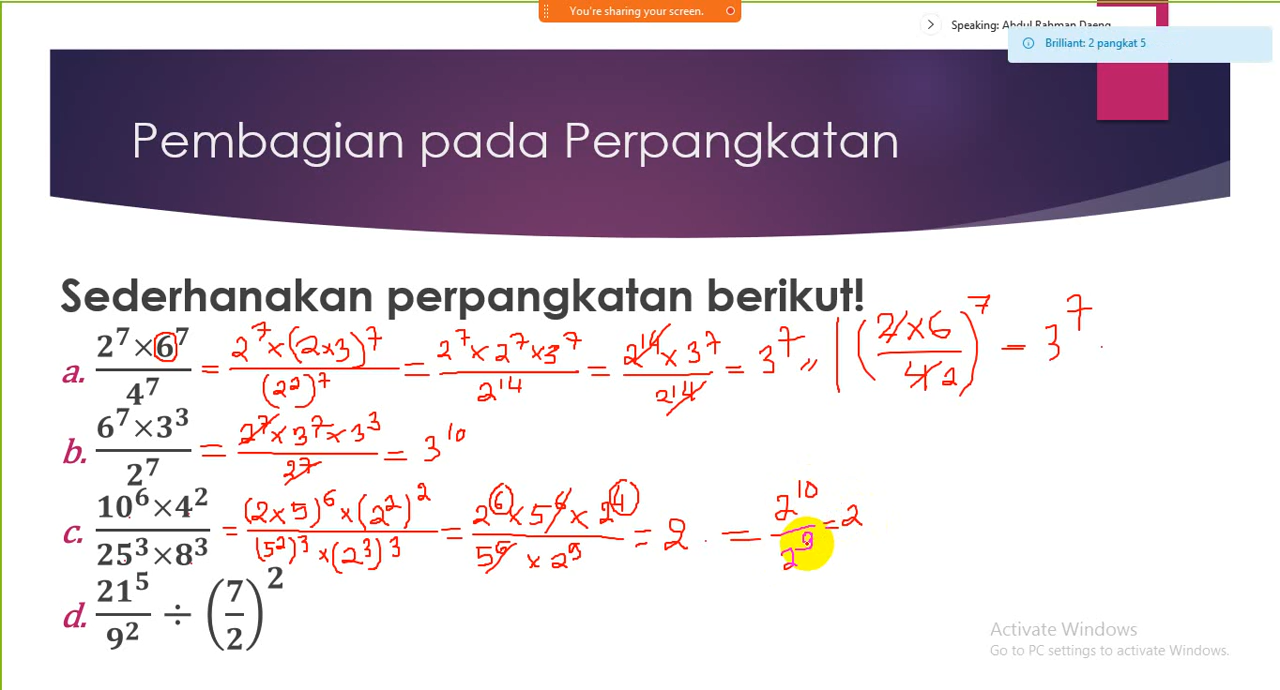 You're sharing your screen.
Speaking: Abdul Rahman Daeng
Brilliant: 2 pangkat 5
Pembagian pada Perpangkatan
Sederhanakan perpangkatan berikut!
a. (2⁷×6⁷)/4⁷ = (2⁷×(2×3)⁷)/(2²)⁷ = (2⁷×2⁷×3⁷)/2¹⁴ = (2¹⁴×3⁷)/2¹⁴ = 3⁷ // | ((2×6)/(4 2))⁷ = 3⁷ .
b. (6⁷×3³)/2⁷ = (2⁷×3⁷×3³)/2⁷ = 3¹⁰
c. (10⁶×4²)/(25³×8³) = ((2×5)⁶×(2²)²)/((5²)³×(2³)³) = (2⁶×5⁶×2⁴)/(5⁶×2⁹) = 2 . = 2¹⁰/2⁹ = 2
d. 21⁵/9² ÷ (7/2)²
Activate Windows
Go to PC settings to activate Windows.